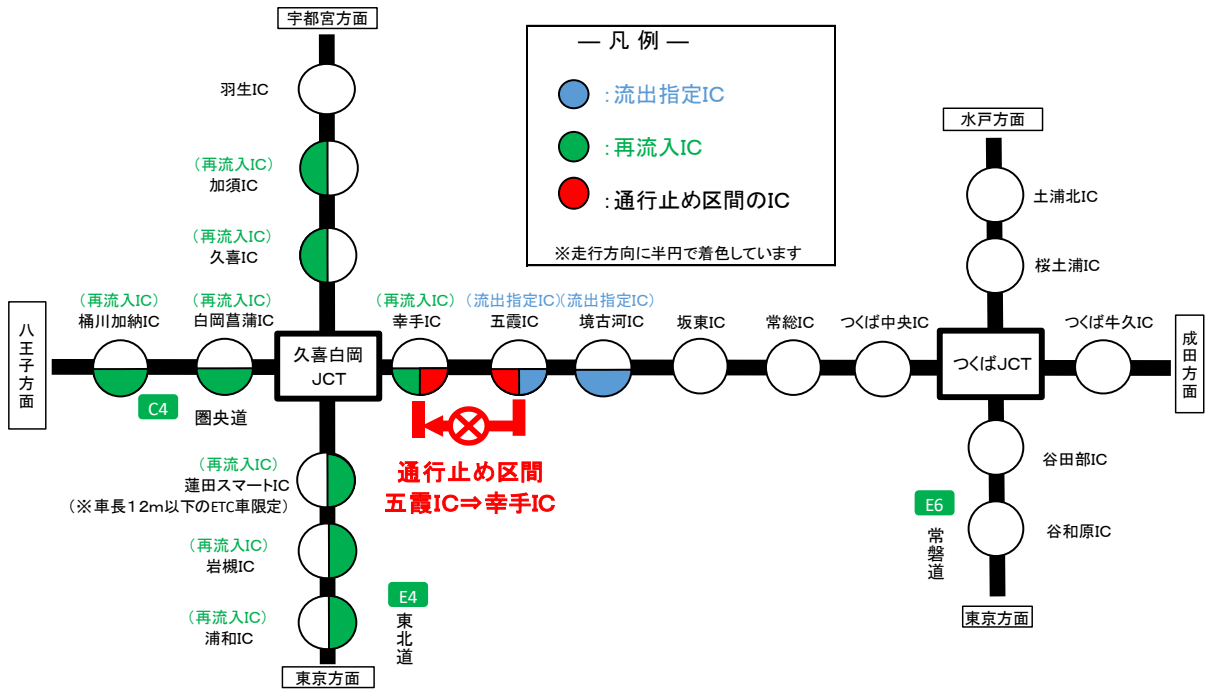 宇都宮方面
羽生IC
(再流入IC)
加須IC
(再流入IC)
久喜IC
― 凡 例 ―
：流出指定IC
：再流入IC
：通行止め区間のIC
※走行方向に半円で着色しています
水戸方面
土浦北IC
桜土浦IC
八王子方面
(再流入IC)
桶川加納IC
(再流入IC)
白岡菖蒲IC
久喜白岡
JCT
(再流入IC)
幸手IC
(流出指定IC)
五霞IC
(流出指定IC)
境古河IC
坂東IC
常総IC
つくば中央IC
つくばJCT
つくば牛久IC
成田方面
C4
圏央道
通行止め区間
五霞IC⇒幸手IC
(再流入IC)
蓮田スマートIC
(※車長１２ｍ以下のETC車限定)
(再流入IC)
岩槻IC
(再流入IC)
浦和IC
E4
東北道
東京方面
谷田部IC
E6
常磐道
谷和原IC
東京方面